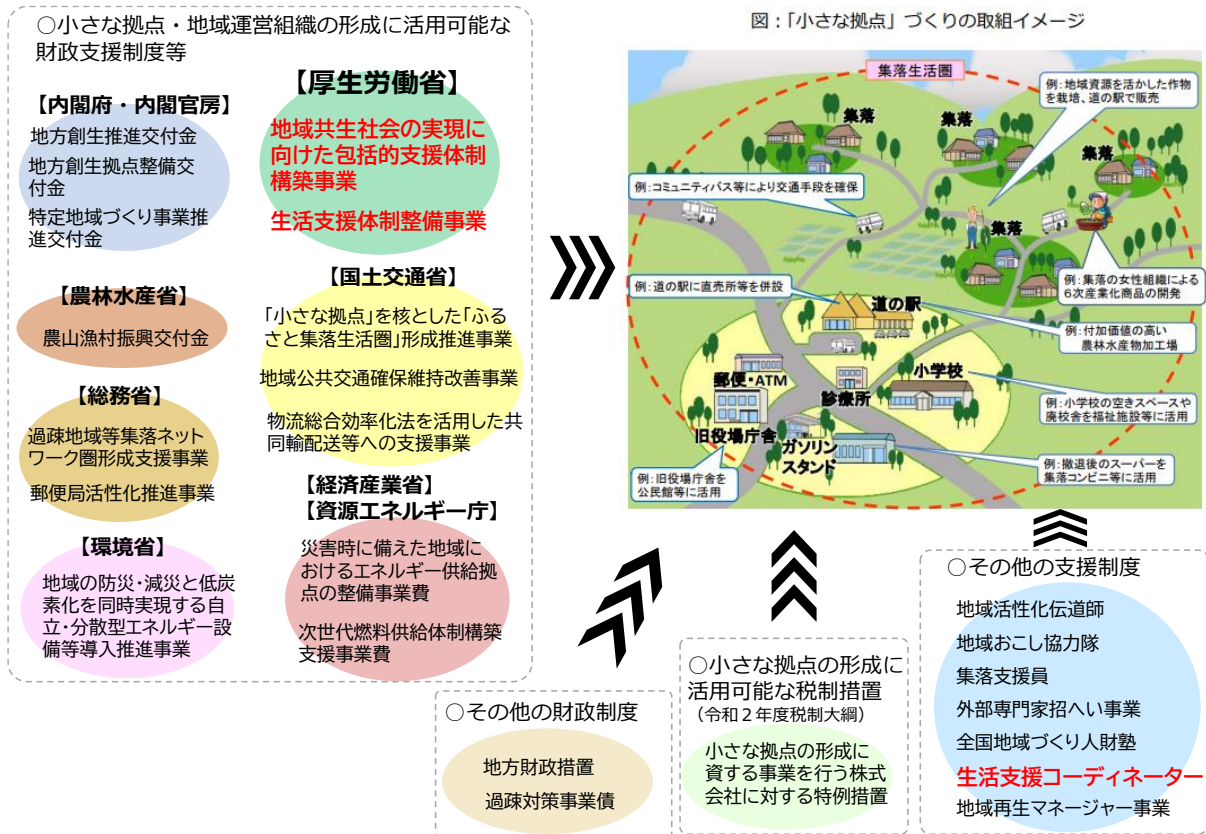 ○小さな拠点・地域運営組織の形成に活用可能な
財政支援制度等
【内閣府・内閣官房】
地方創生推進交付金
地方創生拠点整備交
付金
特定地域づくり事業推
進交付金
【厚生労働省】
地域共生社会の実現に
向けた包括的支援体制
構築事業
生活支援体制整備事業
【農林水産省】
農山漁村振興交付金
【国土交通省】
「小さな拠点」を核とした「ふる
さと集落生活圏」形成推進事業
地域公共交通確保維持改善事業
物流総合効率化法を活用した共
同輸配送等への支援事業
【総務省】
過疎地域等集落ネット
ワーク圏形成支援事業
郵便局活性化推進事業
【経済産業省】
【資源エネルギー庁】
災害時に備えた地域に
おけるエネルギー供給拠
点の整備事業費
次世代燃料供給体制構築
支援事業費
【環境省】
地域の防災・減災と低炭
素化を同時実現する自
立・分散型エネルギー設
備等導入推進事業
図：「小さな拠点」づくりの取組イメージ
集落生活圏
例：地域資源を活かした作物
を栽培、道の駅で販売
集落
集落
集落
集落
例：コミュニティバス等により交通手段を確保
例：集落の女性組織による
6次産業化商品の開発
例：道の駅に直売所等を併設
道の駅
例：付加価値の高い
農林水産物加工場
郵便・ATM
小学校
診療所
例：小学校の空きスペースや
廃校舎を福祉施設等に活用
旧役場庁舎
ガソリン
スタンド
例：旧役場庁舎を
公民館等に活用
例：撤退後のスーパーを
集落コンビニ等に活用
○その他の財政制度
地方財政措置
過疎対策事業債
○小さな拠点の形成に
活用可能な税制措置
（令和２年度税制大綱）
小さな拠点の形成に
資する事業を行う株式
会社に対する特例措置
○その他の支援制度
地域活性化伝道師
地域おこし協力隊
集落支援員
外部専門家招へい事業
全国地域づくり人財塾
生活支援コーディネーター
地域再生マネージャー事業